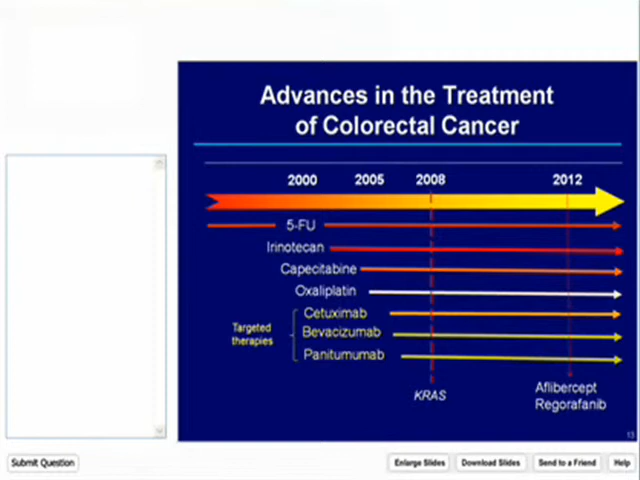 Advances in the Treatment
of Colorectal Cancer
2000 2005 2008 2012
5-FU
Irinotecan
Capecitabine
Oxaliplatin
Cetuximab
Targeted
therapies
Bevacizumab
Panitumumab
KRAS
Aflibercept
Regorafanib
13
Submit Question
Enlarge Slides Download Slides Send to a Friend Help